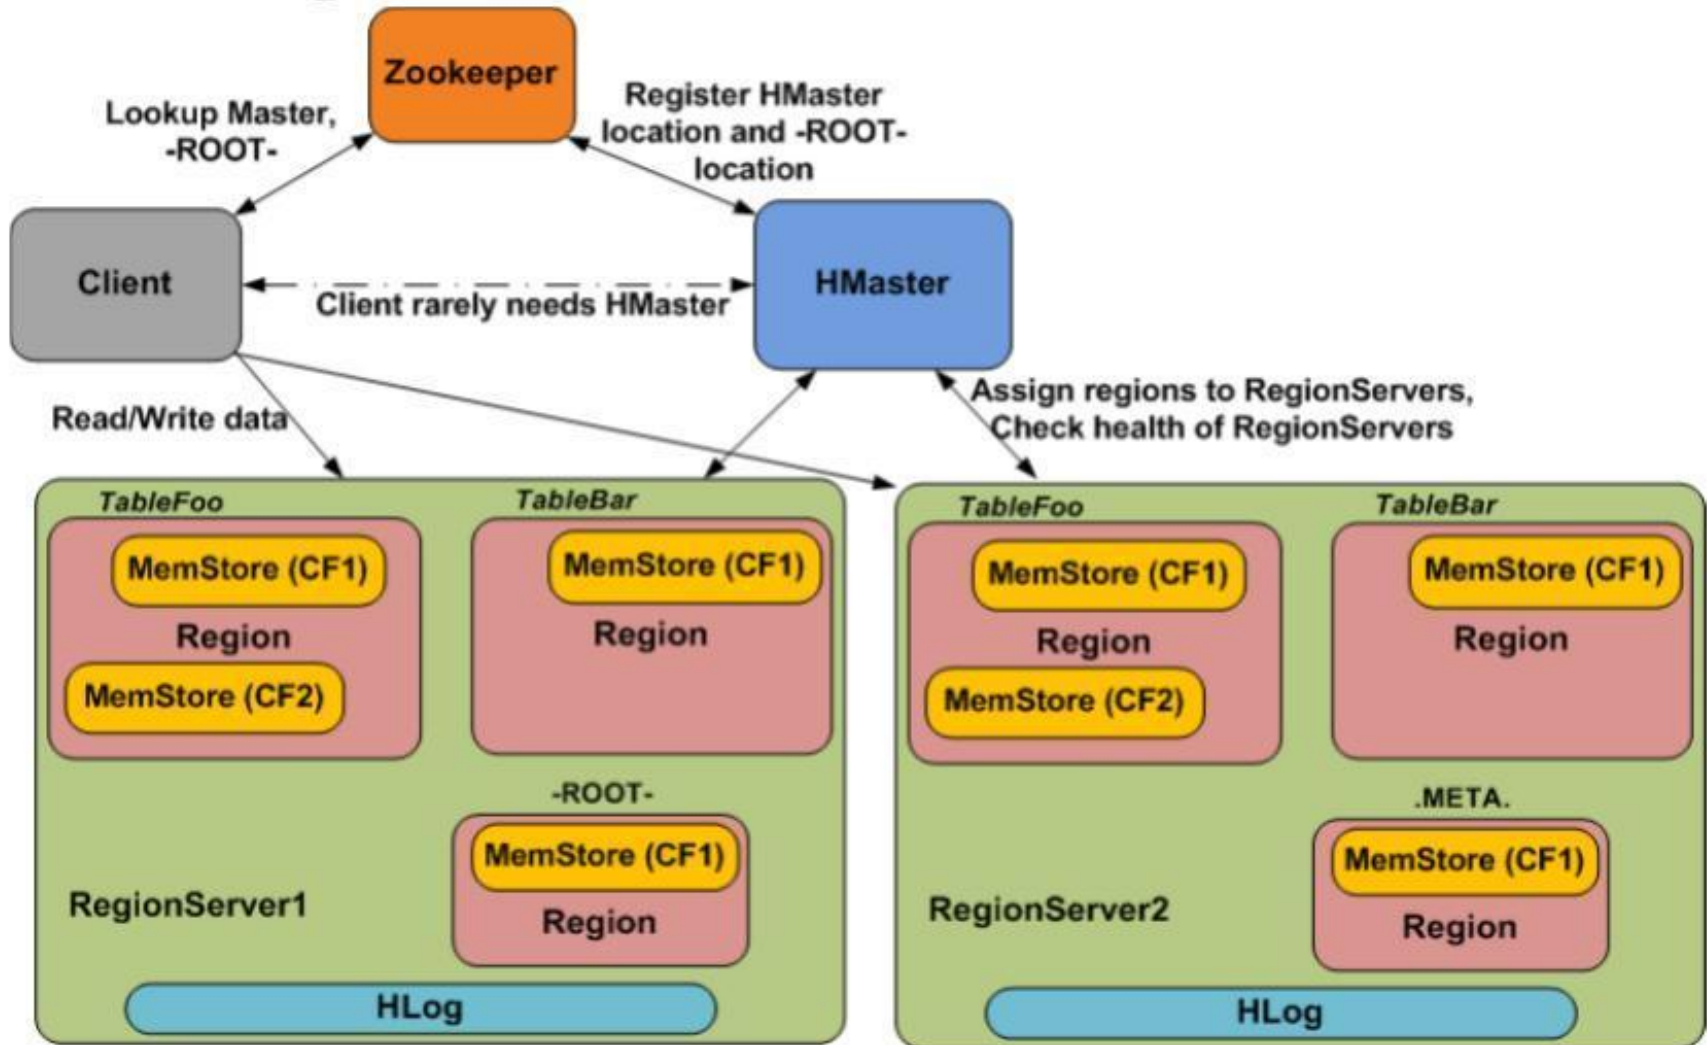 Zookeeper
Lookup Master,
-ROOT-
Register HMaster
location and -ROOT-
location
Client
HMaster
Client rarely needs HMaster
Read/Write data
Assign regions to RegionServers,
Check health of RegionServers
TableFoo
TableBar
MemStore (CF1)
MemStore (CF1)
Region
Region
MemStore (CF2)
-ROOT-
MemStore (CF1)
RegionServer1
Region
HLog
TableFoo
TableBar
MemStore (CF1)
MemStore (CF1)
Region
Region
MemStore (CF2)
.META.
MemStore (CF1)
RegionServer2
Region
HLog